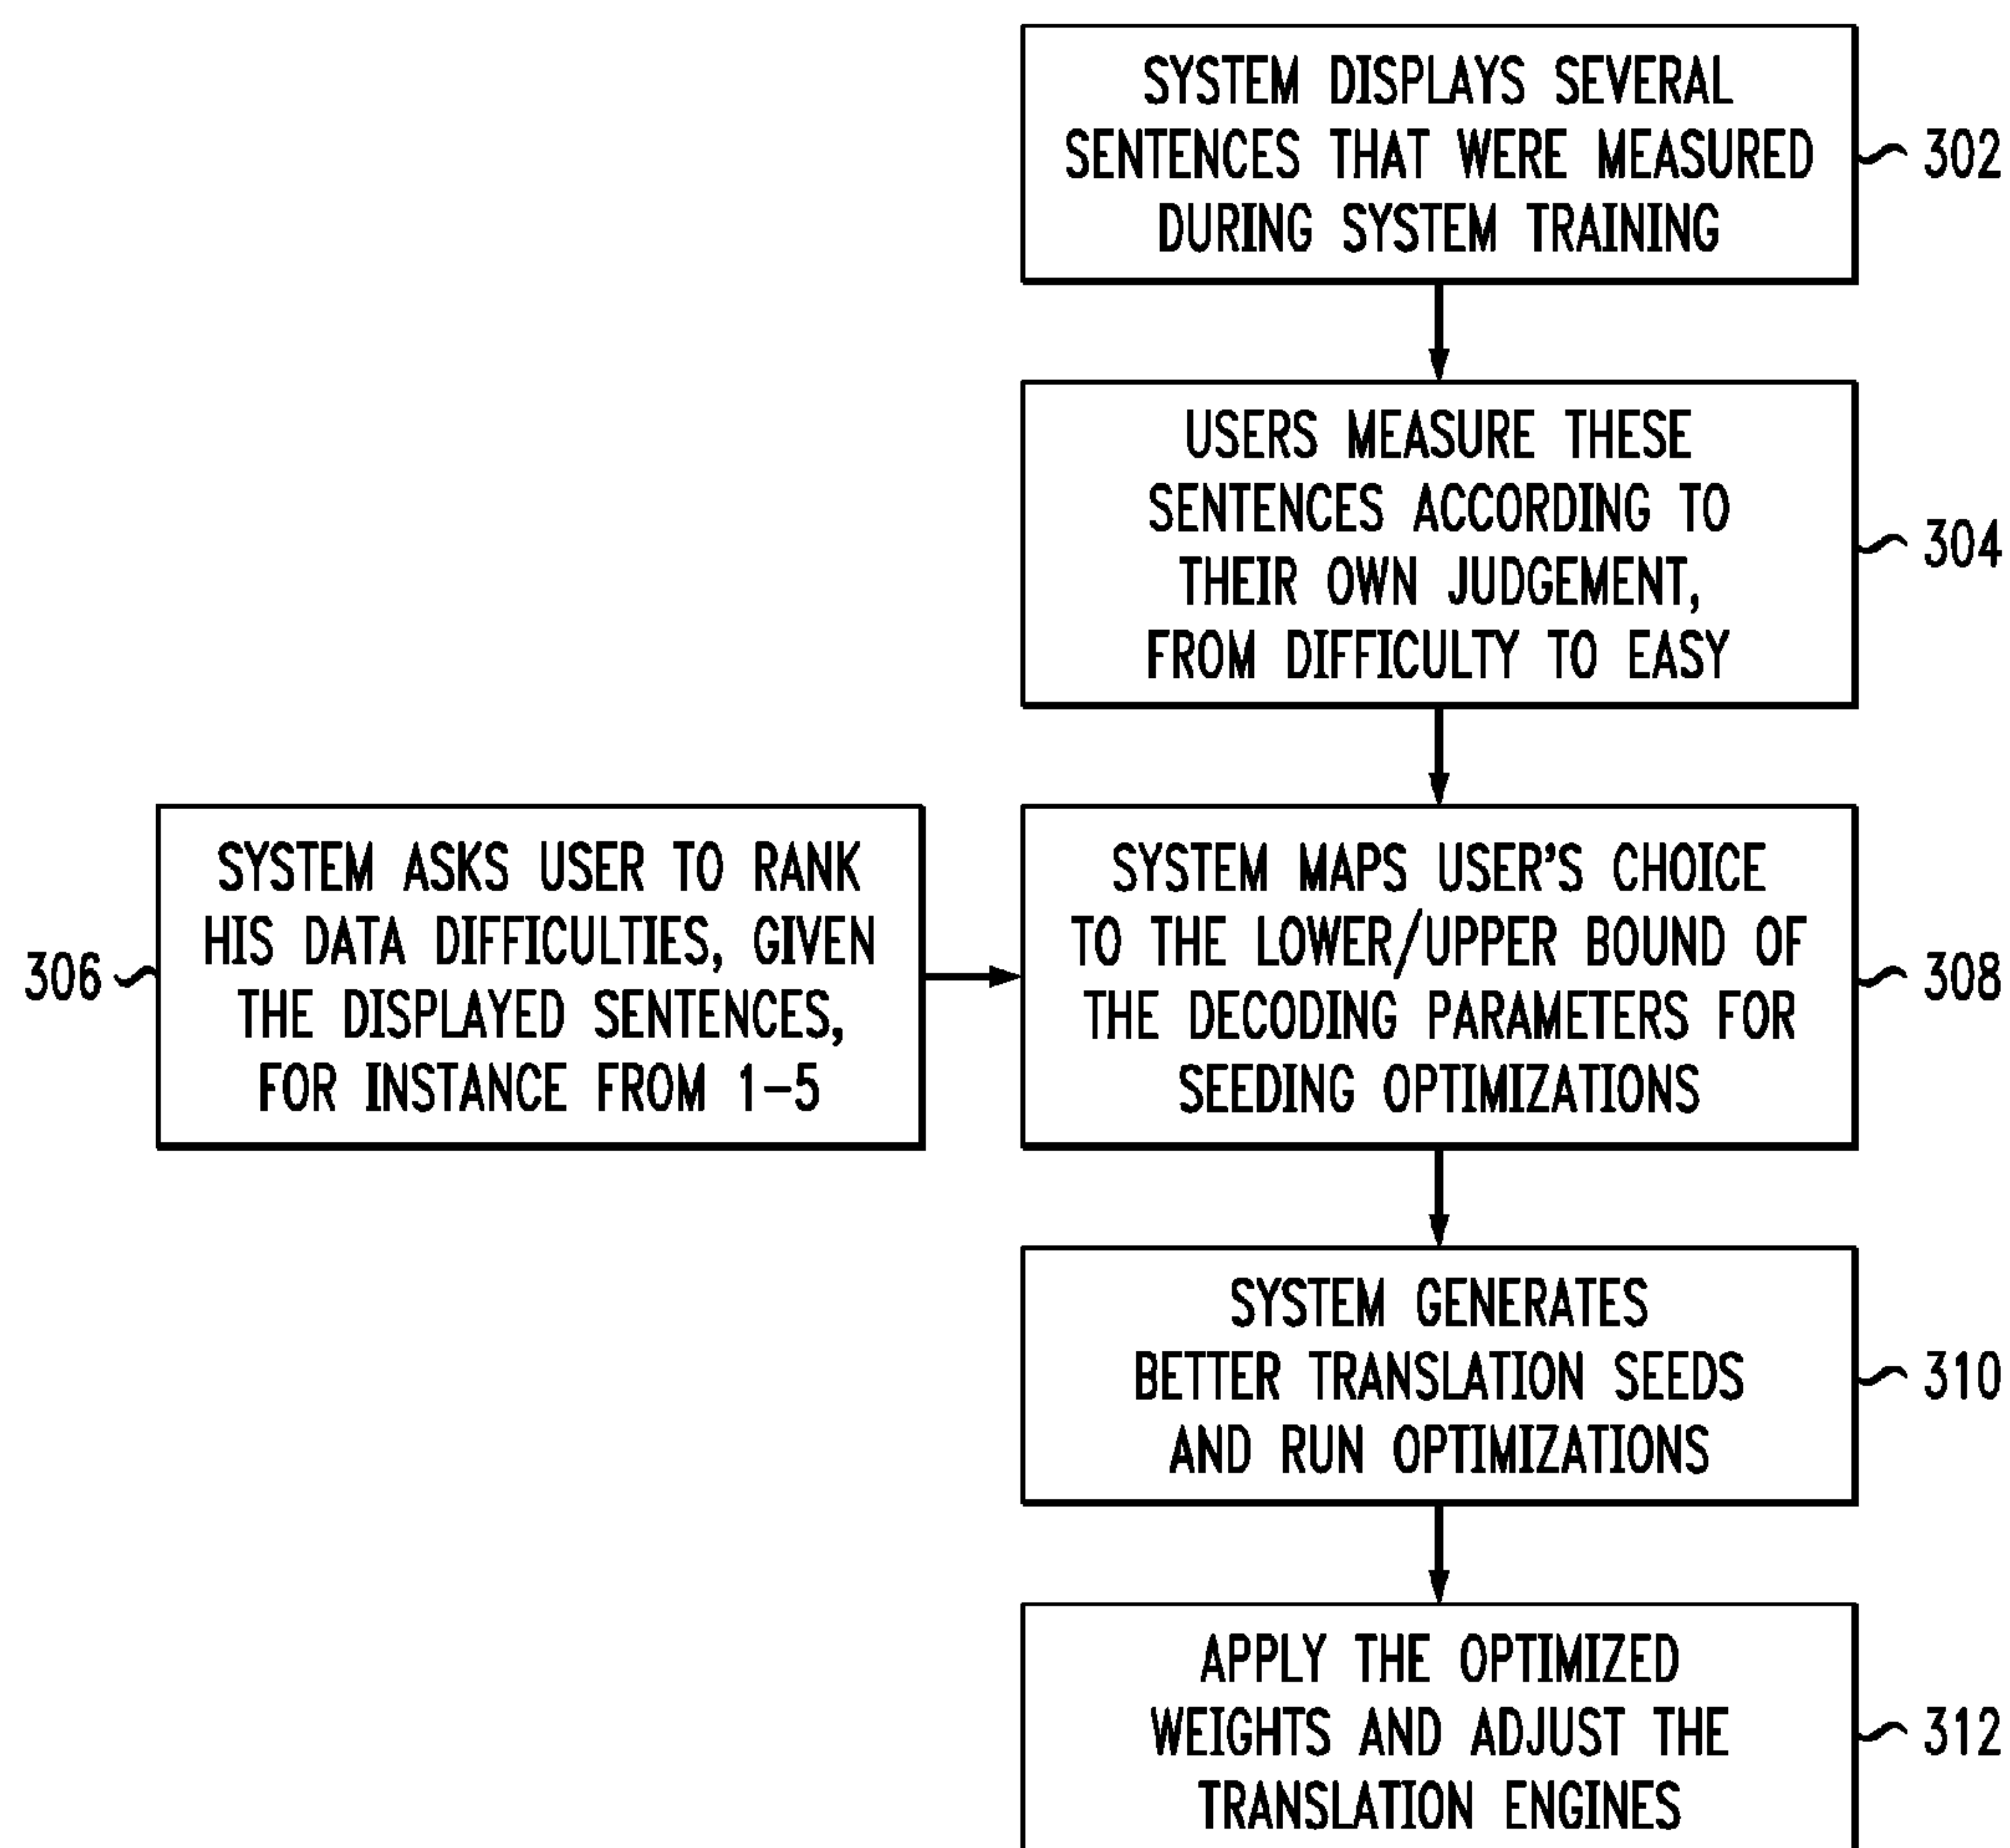 SYSTEM DISPLAYS SEVERAL
SENTENCES THAT WERE MEASURED
DURING SYSTEM TRAINING
302
USERS MEASURE THESE
SENTENCES ACCORDING TO
THEIR OWN JUDGEMENT,
FROM DIFFICULTY TO EASY
304
306
SYSTEM ASKS USER TO RANK
HIS DATA DIFFICULTIES, GIVEN
THE DISPLAYED SENTENCES,
FOR INSTANCE FROM 1-5
SYSTEM MAPS USER'S CHOICE
TO THE LOWER/UPPER BOUND OF
THE DECODING PARAMETERS FOR
SEEDING OPTIMIZATIONS
308
SYSTEM GENERATES
BETTER TRANSLATION SEEDS
AND RUN OPTIMIZATIONS
310
APPLY THE OPTIMIZED
WEIGHTS AND ADJUST THE
TRANSLATION ENGINES
312